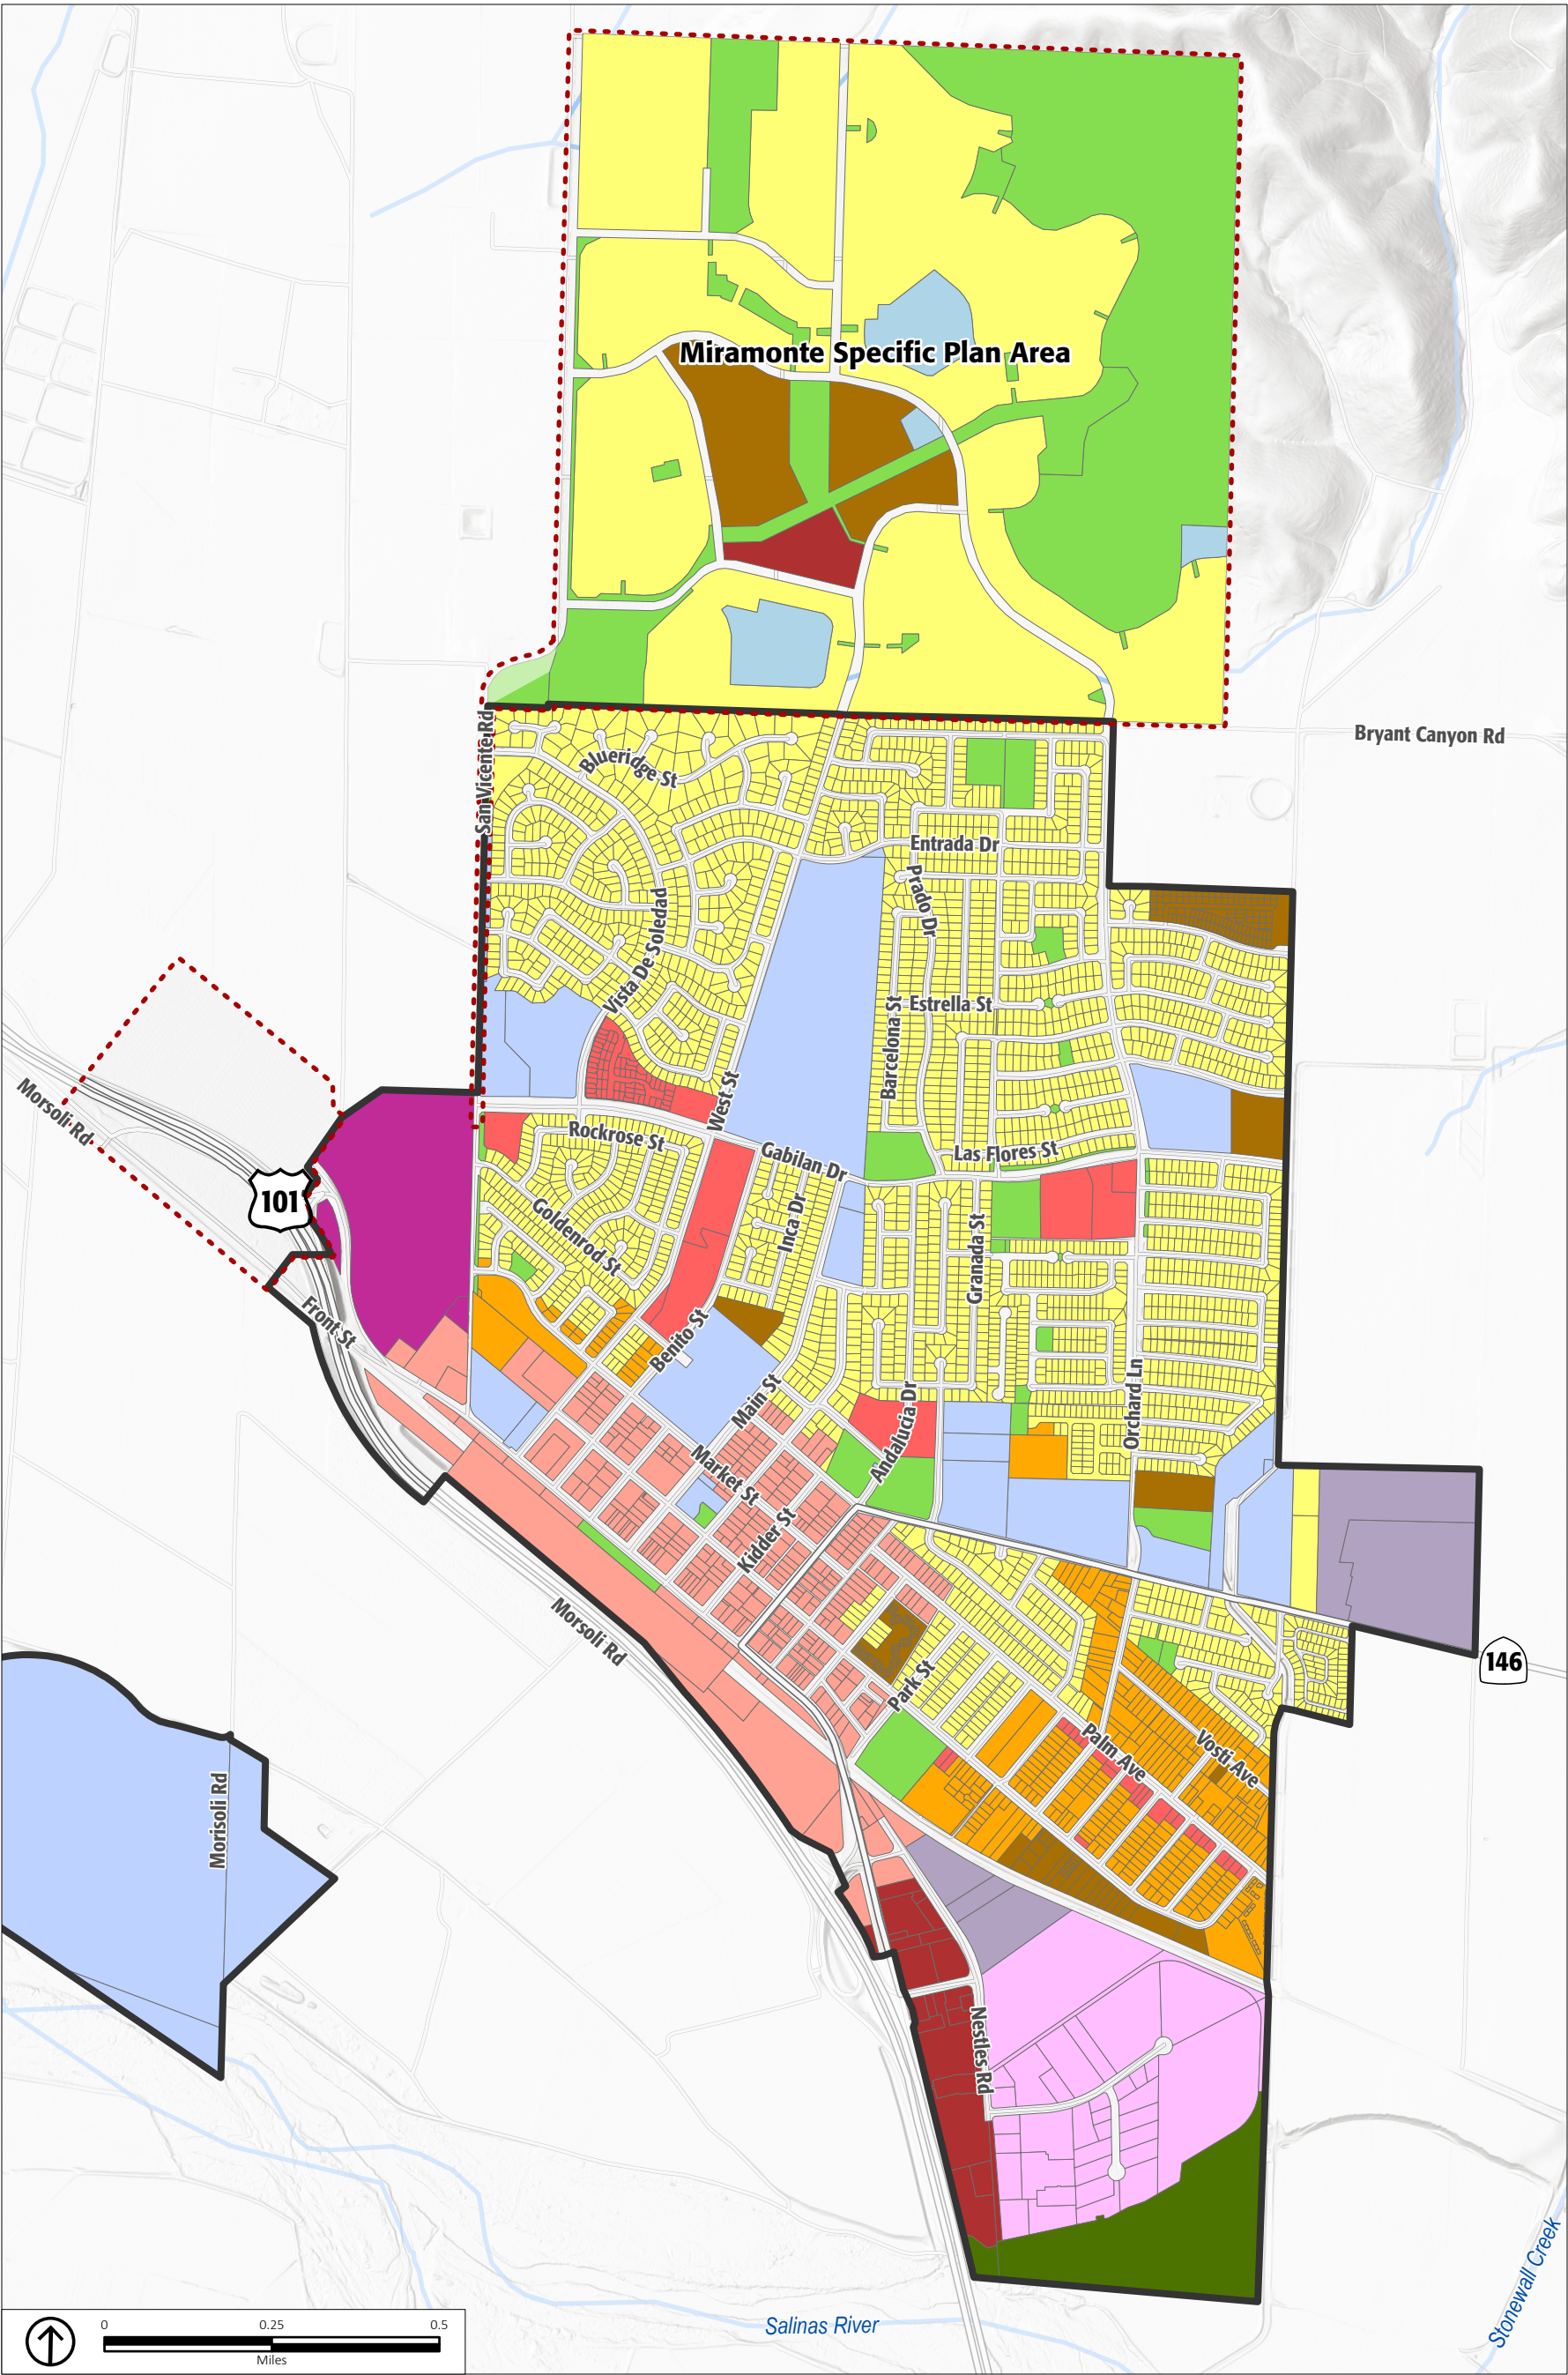 Miramonte Specific Plan Area
Bryant Canyon Rd
San Vicente Rd
Blueridge St
Entrada Dr
Prado Dr
Vista De Soledad
Estrella St
Barcelona St
West St
Morsoli Rd
Rockrose St
Gabilan Dr
Las Flores St
101
Goldenrod St
Inca Dr
Granada St
Front St
Benito St
Main St
Andalucia Dr
Orchard Ln
Market St
Kidder St
Morsoli Rd
146
Park St
Palm Ave
Vosti Ave
Morisoli Rd
Nestles Rd
Stonewall Creek
Salinas River
0 0.25 0.5
Miles